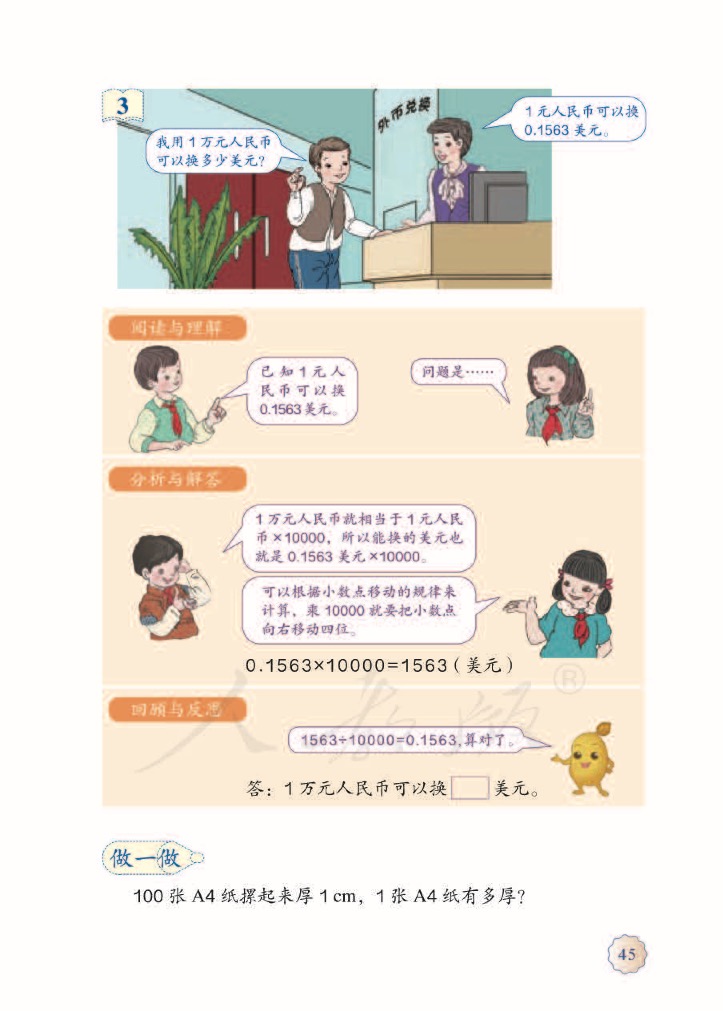 3
外币兑换
我用1万元人民币
可以换多少美元？
1元人民币可以换
0.1563美元。
阅读与理解
已知1元人
民币可以换
0.1563美元。
问题是……
分析与解答
1万元人民币就相当于1元人民
币×10000，所以能换的美元也
就是0.1563美元×10000。
可以根据小数点移动的规律来
计算，乘10000就要把小数点
向右移动四位。
0.1563×10000=1563（美元）
回顾与反思
1563÷10000=0.1563,算对了。
答：1万元人民币可以换 美元。
人教版®
做一做
100张A4纸摞起来厚1cm，1张A4纸有多厚？
45